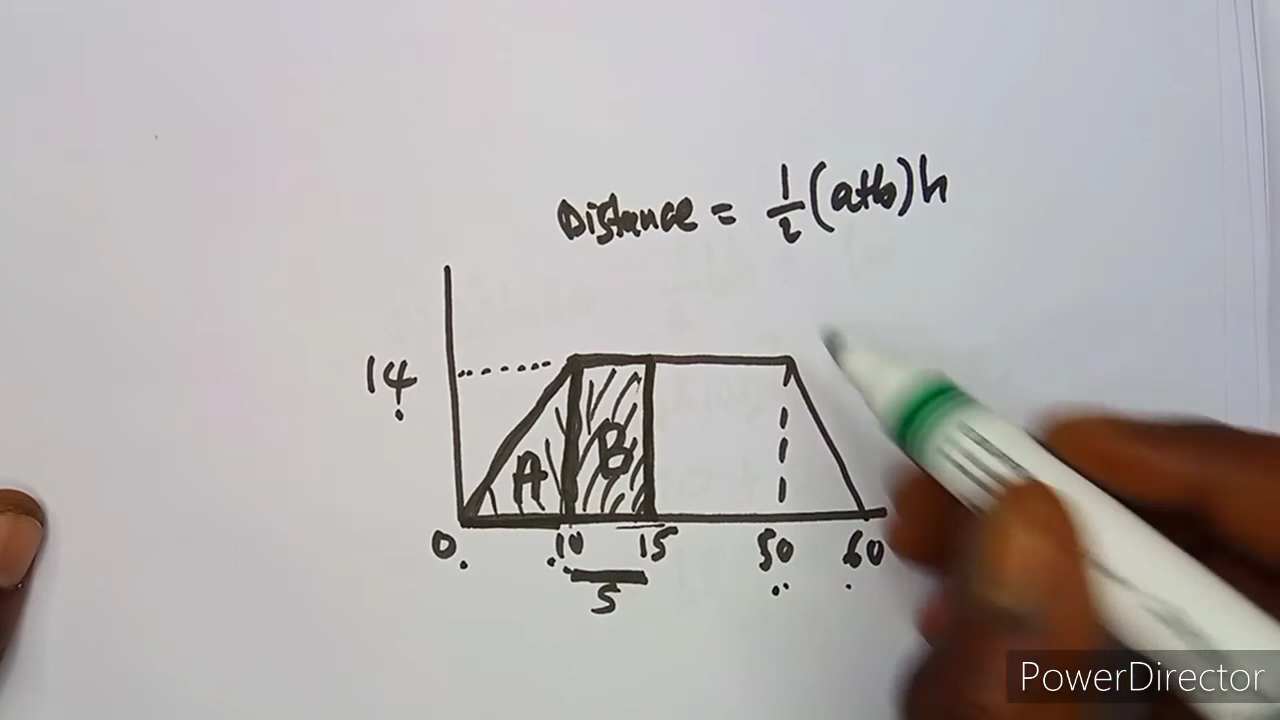 Distance = 1/2 (a+b)h
14
A B
0 10 15 50 60
5
PowerDirector